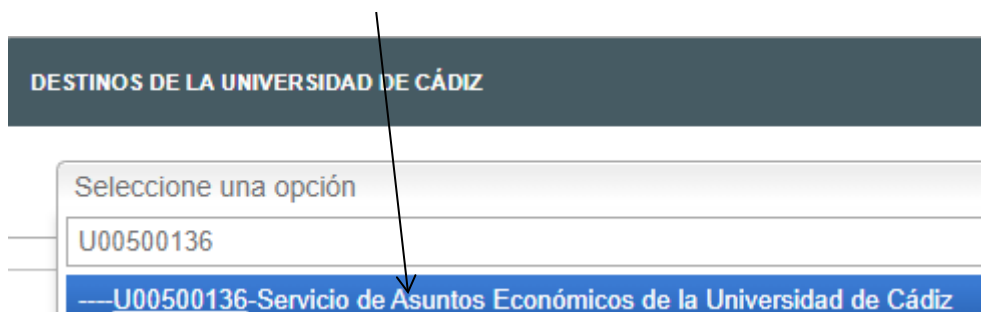 DESTINOS DE LA UNIVERSIDAD DE CÁDIZ
Seleccione una opción
U00500136
----U00500136-Servicio de Asuntos Económicos de la Universidad de Cádiz